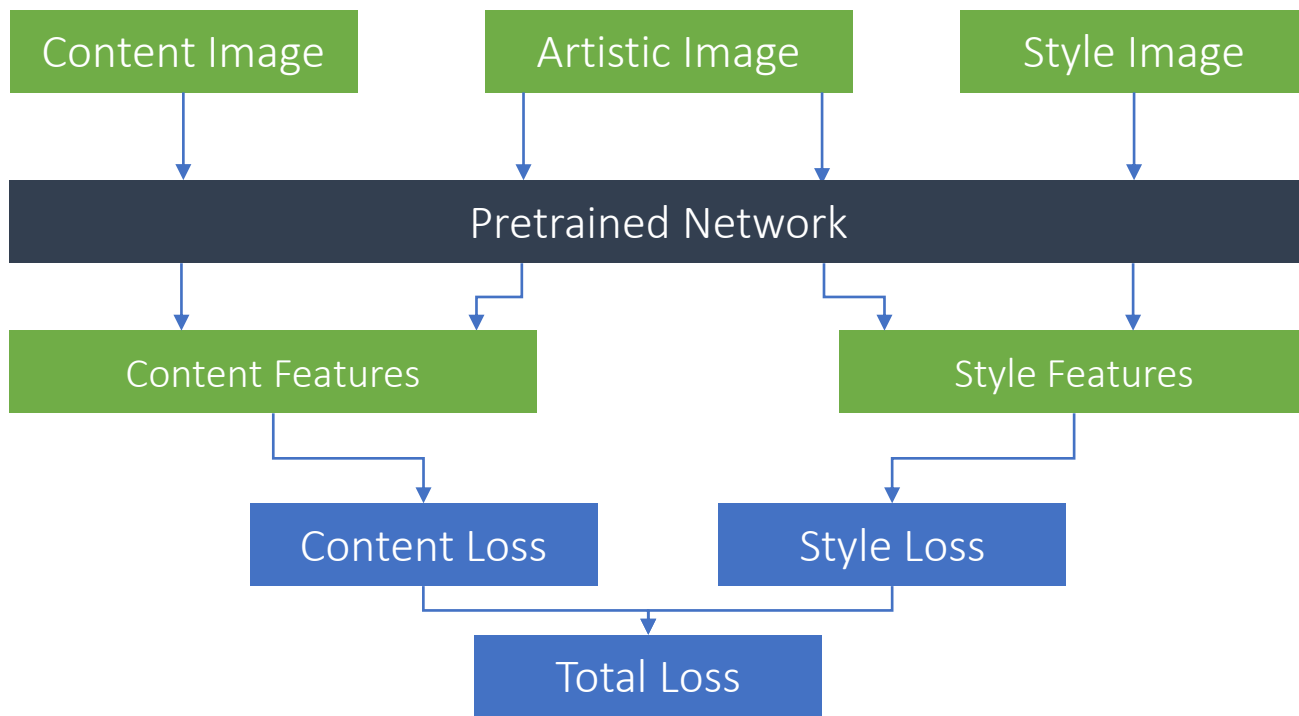 Content Image
Artistic Image
Style Image
Pretrained Network
Content Features
Style Features
Content Loss
Style Loss
Total Loss